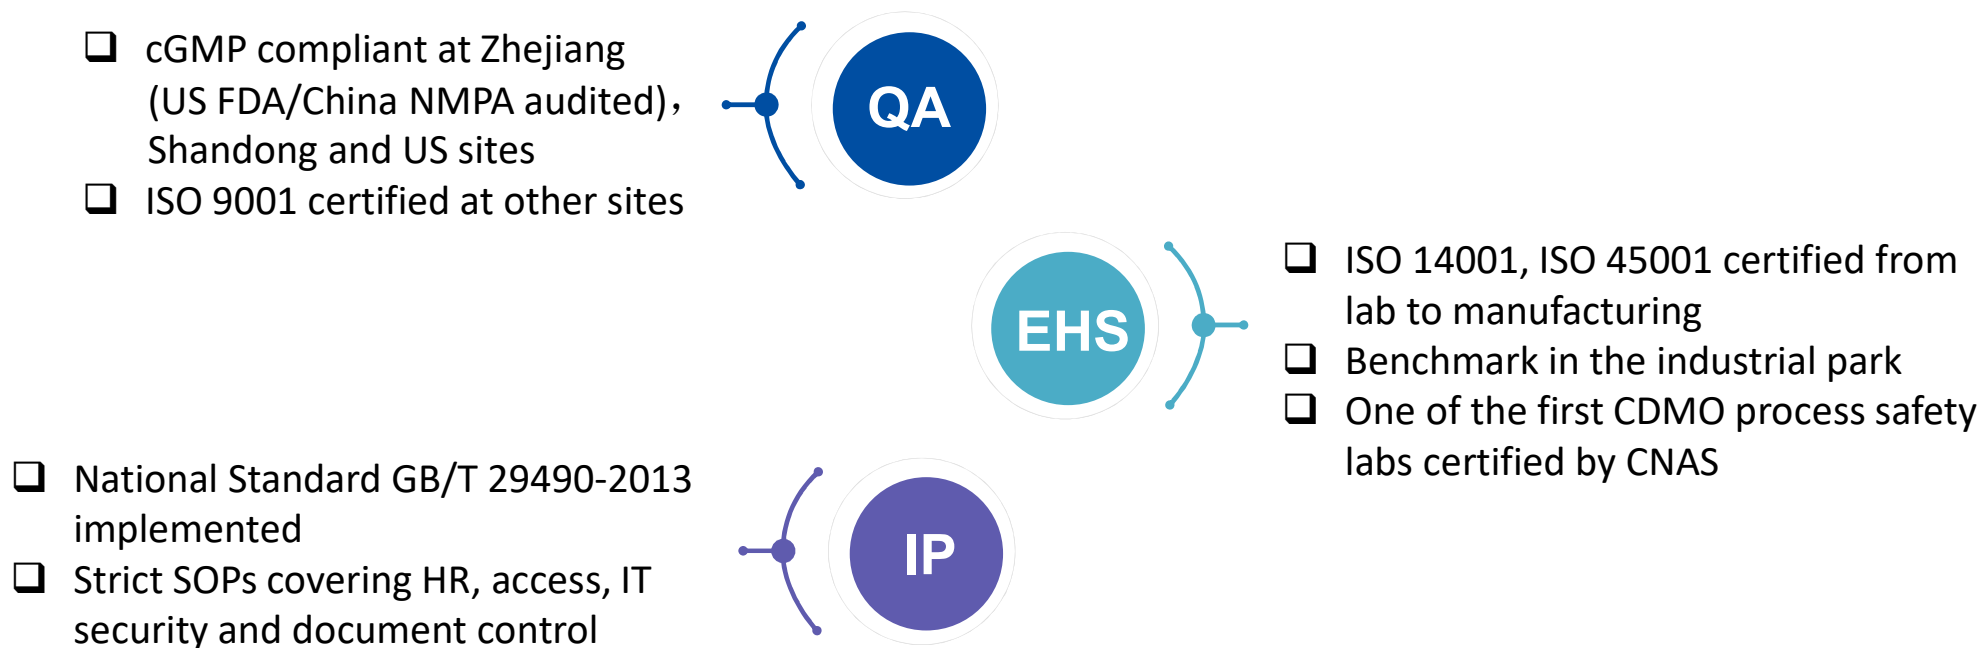 ❑ cGMP compliant at Zhejiang
(US FDA/China NMPA audited)，
Shandong and US sites
❑ ISO 9001 certified at other sites
QA
EHS
❑ ISO 14001, ISO 45001 certified from
lab to manufacturing
❑ Benchmark in the industrial park
❑ One of the first CDMO process safety
labs certified by CNAS
❑ National Standard GB/T 29490-2013
implemented
❑ Strict SOPs covering HR, access, IT
security and document control
IP